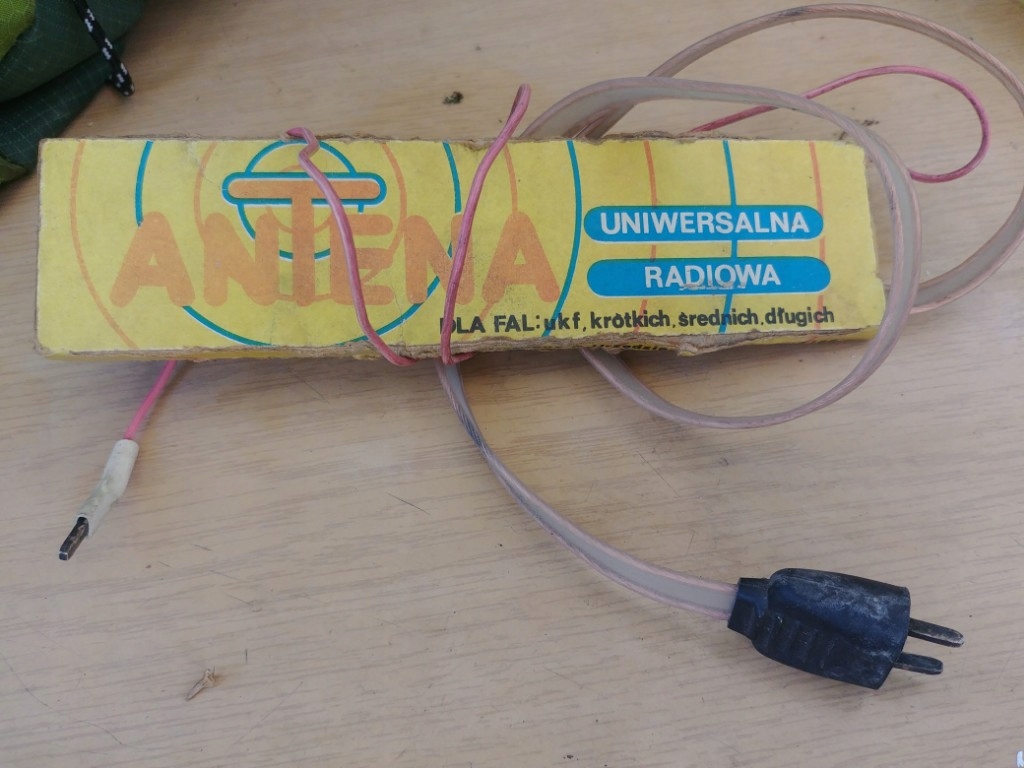 ANTENA
UNIWERSALNA
RADIOWA
DLA FAL: ukf, krótkich, średnich, długich